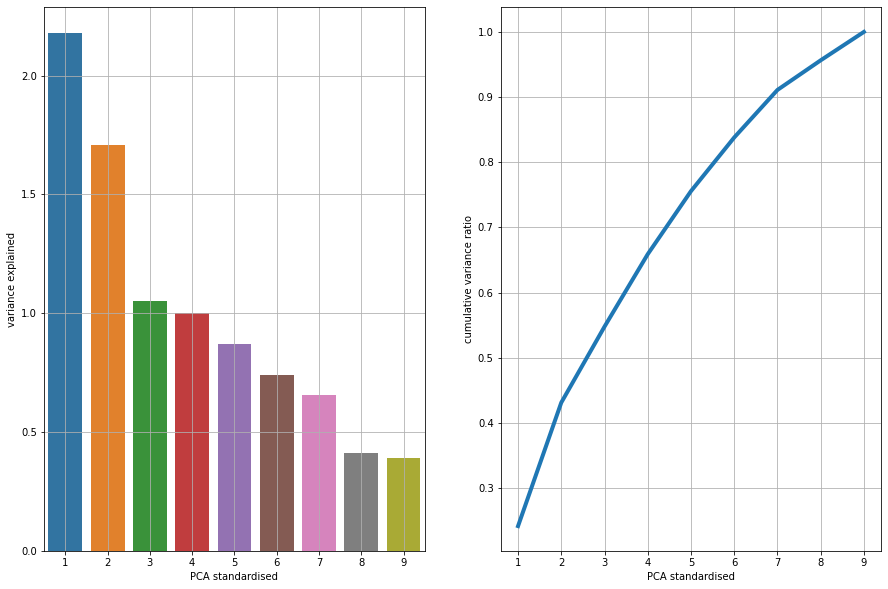 variance explained
2.0
1.5
1.0
0.5
0.0
1 2 3 4 5 6 7 8 9
PCA standardised
cumulative variance ratio
1.0
0.9
0.8
0.7
0.6
0.5
0.4
0.3
1 2 3 4 5 6 7 8 9
PCA standardised